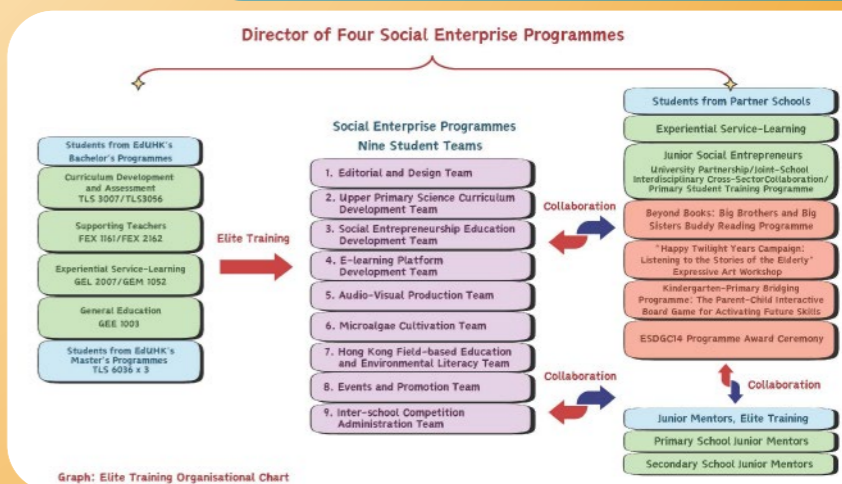 Director of Four Social Enterprise Programmes
Students from EdUHK's
Bachelor's Programmes
Curriculum Development
and Assessment
TLS 3007/TLS3056
Supporting Teachers
FEX 1161/FEX 2162
Experiential Service-Learning
GEL 2007/GEM 1052
General Education
GEE 1003
Students from EdUHK's
Master's Programmes
TLS 6036 x 3
Elite Training
Social Enterprise Programmes
Nine Student Teams
1. Editorial and Design Team
2. Upper Primary Science Curriculum
Development Team
3. Social Entrepreneurship Education
Development Team
4. E-learning Platform
Development Team
5. Audio-Visual Production Team
6. Microalgae Cultivation Team
7. Hong Kong Field-based Education
and Environmental Literacy Team
8. Events and Promotion Team
9. Inter-school Competition
Administration Team
Collaboration
Collaboration
Students from Partner Schools
Experiential Service-Learning
Junior Social Entrepreneurs
University Partnership/Joint-School
Interdisciplinary Cross-SectorCollaboration/
Primary Student Training Programme
Beyond Books: Big Brothers and Big
Sisters Buddy Reading Programme
"Happy Twilight Years Campaign:
Listening to the Stories of the Elderly"
Expressive Art Workshop
Kindergarten-Primary Bridging
Programme: The Parent-Child Interactive
Board Game for Activating Future Skills
ESDGC14 Programme Award Ceremony
Collaboration
Junior Mentors, Elite Training
Primary School Junior Mentors
Secondary School Junior Mentors
Graph: Elite Training Organisational Chart